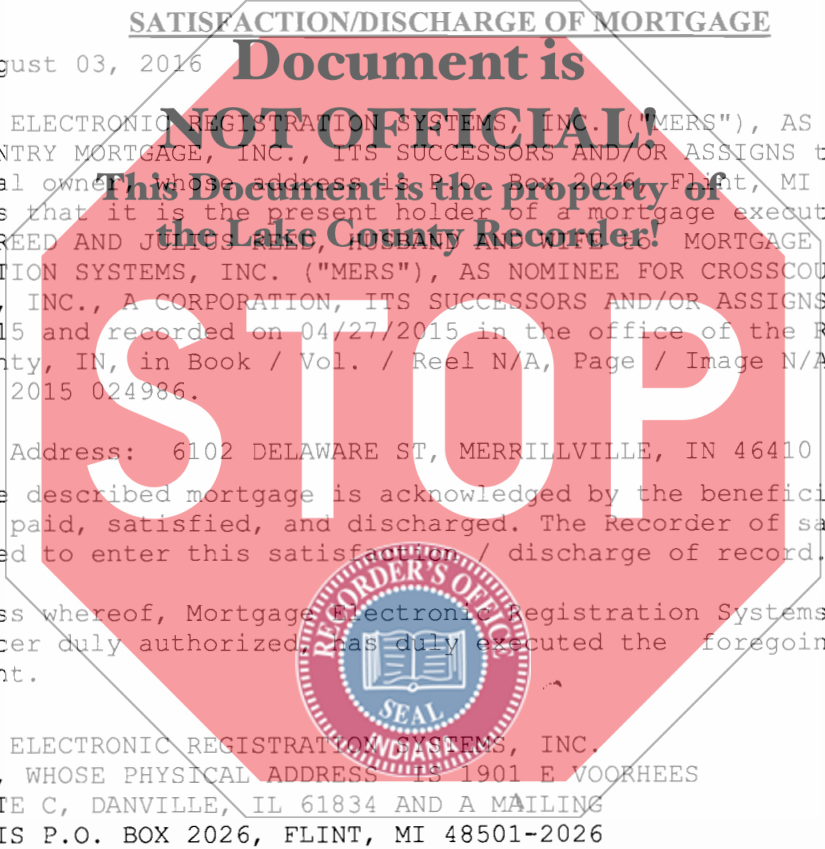 SATISFACTION/DISCHARGE OF MORTGAGE
gust 03, 2016
Document is
ELECTRONIC REGISTRATION SYSTEMS, INC. ("MERS"), AS
NOT OFFICIAL!
NTRY MORTGAGE, INC., ITS SUCCESSORS AND/OR ASSIGNS t
al owner, whose address is P.O. Box 2026, Flint, MI
This Document is the property of
s that it is the present holder of a mortgage execut
the Lake County Recorder!
REED AND JULIUS REED, HUSBAND AND WIFE to MORTGAGE
TION SYSTEMS, INC. ("MERS"), AS NOMINEE FOR CROSSCOU
, INC., A CORPORATION, ITS SUCCESSORS AND/OR ASSIGNS
15 and recorded on 04/27/2015 in the office of the R
nty, IN, in Book / Vol. / Reel N/A, Page / Image N/A
2015 024986.
STOP
Address: 6102 DELAWARE ST, MERRILLVILLE, IN 46410
e described mortgage is acknowledged by the benefici
paid, satisfied, and discharged. The Recorder of sa
ed to enter this satisfaction / discharge of record.
RECORDER'S OFFICE
ss whereof, Mortgage Electronic Registration Systems
cer duly authorized, has duly executed the foregoin
nt.
SEAL
INDIANA
ELECTRONIC REGISTRATION SYSTEMS, INC.
, WHOSE PHYSICAL ADDRESS IS 1901 E VOORHEES
TE C, DANVILLE, IL 61834 AND A MAILING
IS P.O. BOX 2026, FLINT, MI 48501-2026